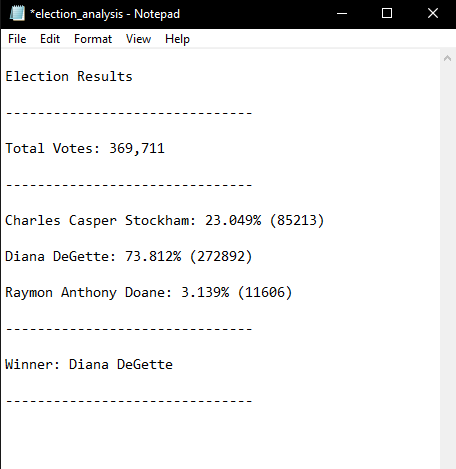 *election_analysis - Notepad
File Edit Format View Help
Election Results
-------------------------------
Total Votes: 369,711
-------------------------------
Charles Casper Stockham: 23.049% (85213)
Diana DeGette: 73.812% (272892)
Raymon Anthony Doane: 3.139% (11606)
-------------------------------
Winner: Diana DeGette
-------------------------------